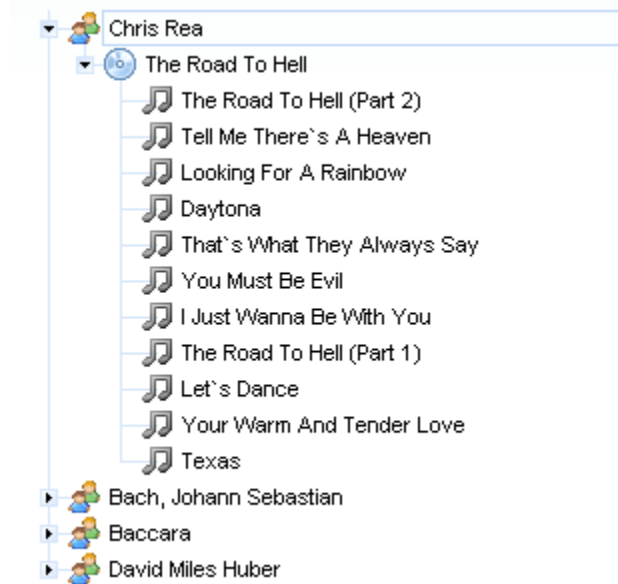 Chris Rea
The Road To Hell
The Road To Hell (Part 2)
Tell Me There`s A Heaven
Looking For A Rainbow
Daytona
That`s What They Always Say
You Must Be Evil
I Just Wanna Be With You
The Road To Hell (Part 1)
Let`s Dance
Your Warm And Tender Love
Texas
Bach, Johann Sebastian
Baccara
David Miles Huber